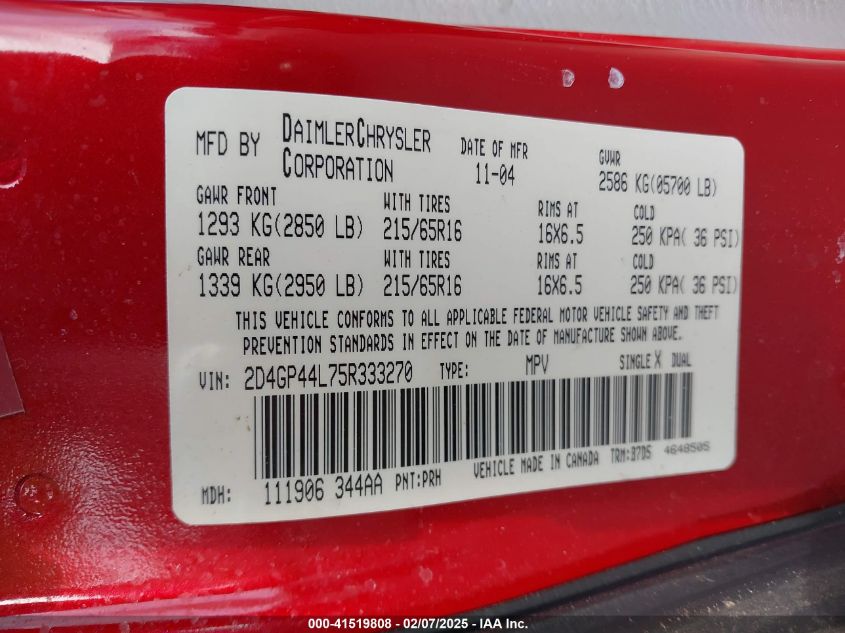 MFD BY DAIMLERCHRYSLER CORPORATION DATE OF MFR 11-04 GVWR 2586 KG(05700 LB)
GAWR FRONT WITH TIRES RIMS AT COLD
1293 KG(2850 LB) 215/65R16 16X6.5 250 KPA( 36 PSI)
GAWR REAR WITH TIRES RIMS AT COLD
1339 KG(2950 LB) 215/65R16 16X6.5 250 KPA( 36 PSI)
THIS VEHICLE CONFORMS TO ALL APPLICABLE FEDERAL MOTOR VEHICLE SAFETY AND THEFT
PREVENTION STANDARDS IN EFFECT ON THE DATE OF MANUFACTURE SHOWN ABOVE.
VIN: 2D4GP44L75R333270 TYPE: MPV SINGLE X DUAL
MDH: 111906 344AA PNT:PRH VEHICLE MADE IN CANADA TRM:B7D5 4648505
000-41519808 - 02/07/2025 - IAA, Inc.